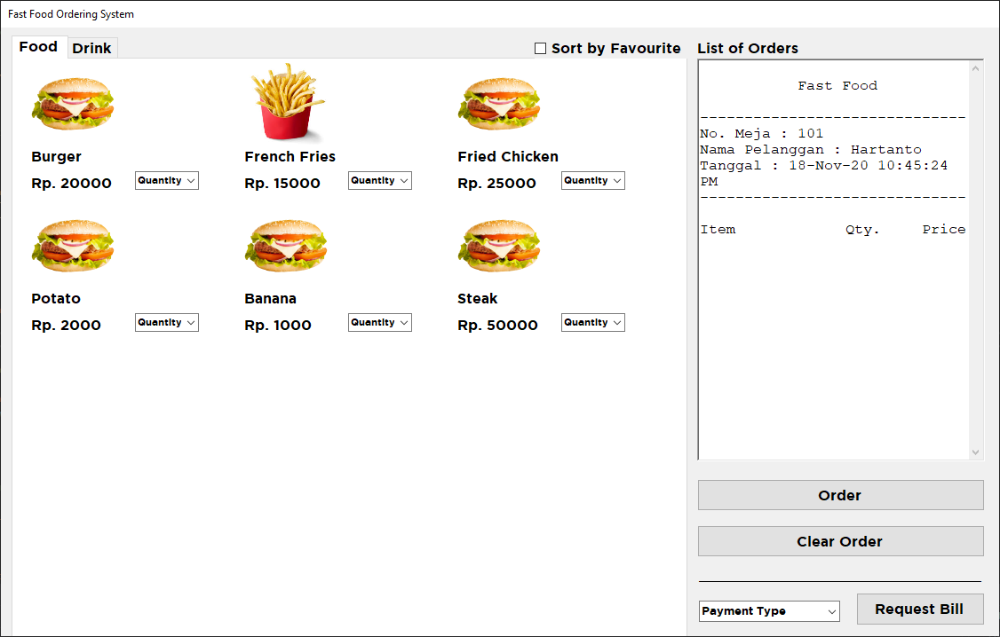 Fast Food Ordering System
Food Drink
Sort by Favourite
Burger French Fries Fried Chicken
Rp. 20000 Quantity Rp. 15000 Quantity Rp. 25000 Quantity
Potato Banana Steak
Rp. 2000 Quantity Rp. 1000 Quantity Rp. 50000 Quantity
List of Orders
Fast Food
------------------------------
No. Meja : 101
Nama Pelanggan : Hartanto
Tanggal : 18-Nov-20 10:45:24
PM
------------------------------
Item Qty. Price
Order
Clear Order
Payment Type Request Bill